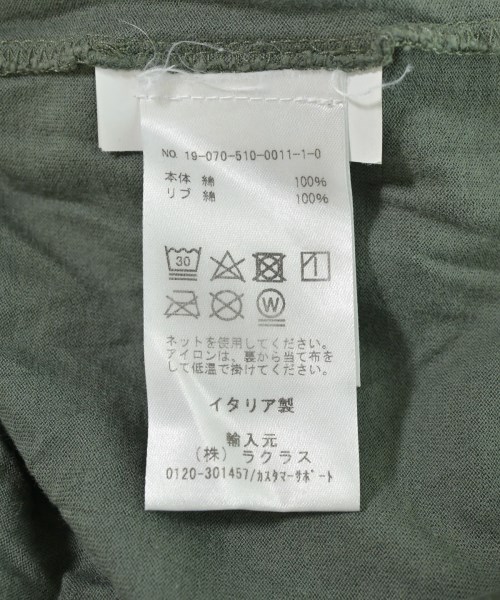 NO. 19-070-510-0011-1-0
本体 綿 100%
リブ 綿 100%
30
W
ネットを使用してください。
アイロンは、裏から当て布を
して低温で掛けてください。
イタリア製
輸入元
(株) ラクラス
0120-301457/ｶｽﾀﾏｰｻﾎﾟｰﾄ